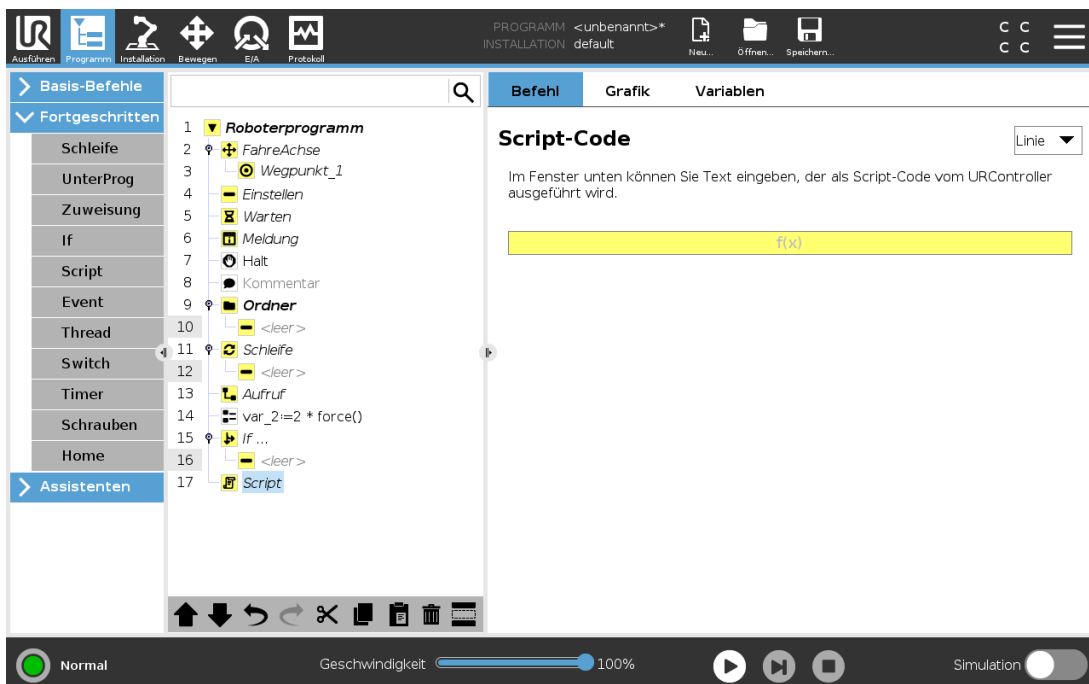 PROGRAMM <unbenannt>*
INSTALLATION default
Ausführen Programm Installation Bewegen E/A Protokoll
Neu... Öffnen... Speichern...
C C
C C
Basis-Befehle
Fortgeschritten
Schleife
UnterProg
Zuweisung
If
Script
Event
Thread
Switch
Timer
Schrauben
Home
Assistenten
1 Roboterprogramm
2 FahreAchse
3 Wegpunkt_1
4 Einstellen
5 Warten
6 Meldung
7 Halt
8 Kommentar
9 Ordner
10 <leer>
11 Schleife
12 <leer>
13 Aufruf
14 var_2:=2 * force()
15 If ...
16 <leer>
17 Script
Befehl Grafik Variablen
Script-Code
Linie
Im Fenster unten können Sie Text eingeben, der als Script-Code vom URController
ausgeführt wird.
f(x)
Normal
Geschwindigkeit 100%
Simulation